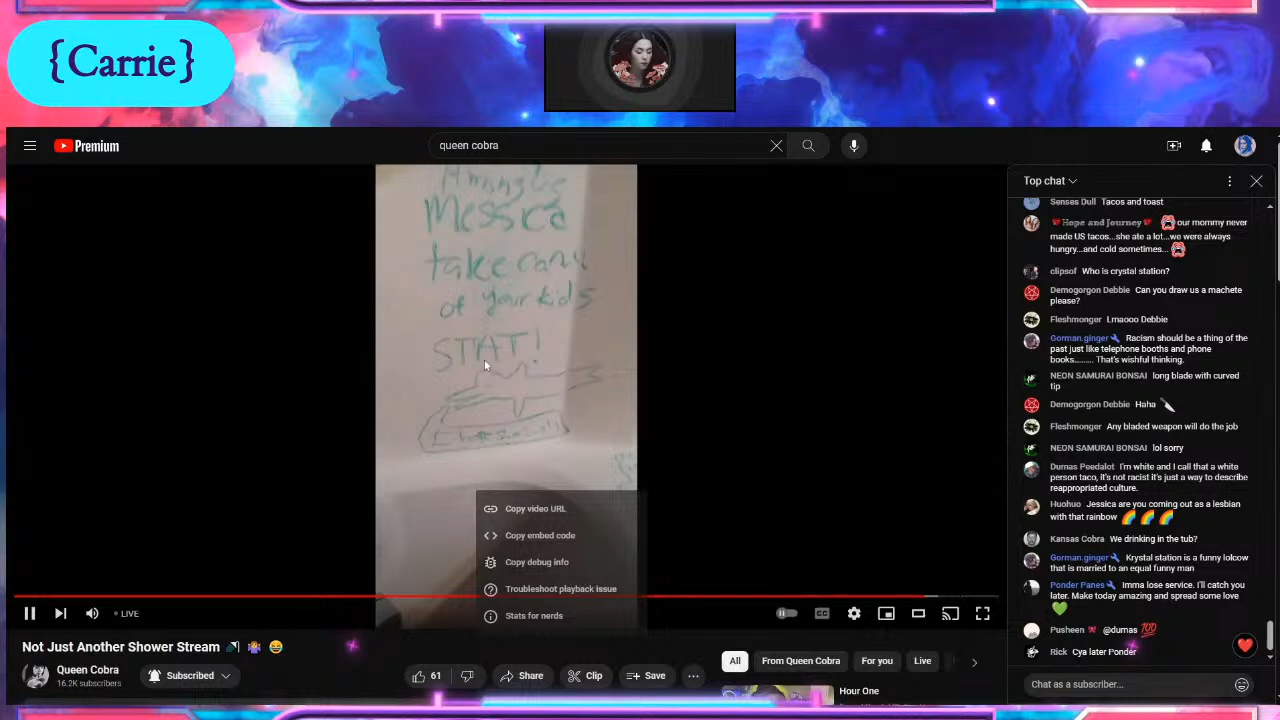 {Carrie}
Premium
queen cobra
Messica
of your kids
STAT!
Copy video URL
Copy embed code
Copy debug info
Troubleshoot playback issue
Stats for nerds
LIVE
Not Just Another Shower Stream
Queen Cobra
16.2K subscribers
Subscribed
61
Share
Clip
Save
All
From Queen Cobra
For you
Live
Hour One
Top chat
Senses Dull Tacos and toast
Hope and Journey our mommy never
made US tacos...she ate a lot...we were always
hungry...and cold sometimes...
clipsof Who is crystal station?
Demogorgon Debbie Can you draw us a machete
please?
Fleshmonger Lmaooo Debbie
Gorman.ginger Racism should be a thing of the
past just like telephone booths and phone
books.......... That's wishful thinking.
NEON SAMURAI BONSAI long blade with curved
tip
Demogorgon Debbie Haha
Fleshmonger Any bladed weapon will do the job
NEON SAMURAI BONSAI lol sorry
Dumas Peedalot I'm white and I call that a white
person taco, it's not racist it's just a way to describe
reappropriated culture.
Huohuo Jessica are you coming out as a lesbian
with that rainbow
Kansas Cobra We drinking in the tub?
Gorman.ginger Krystal station is a funny lolcow
that is married to an equal funny man
Ponder Panes Imma lose service. I'll catch you
later. Make today amazing and spread some love
Pusheen @dumas 100
Rick Cya later Ponder
Chat as a subscriber...